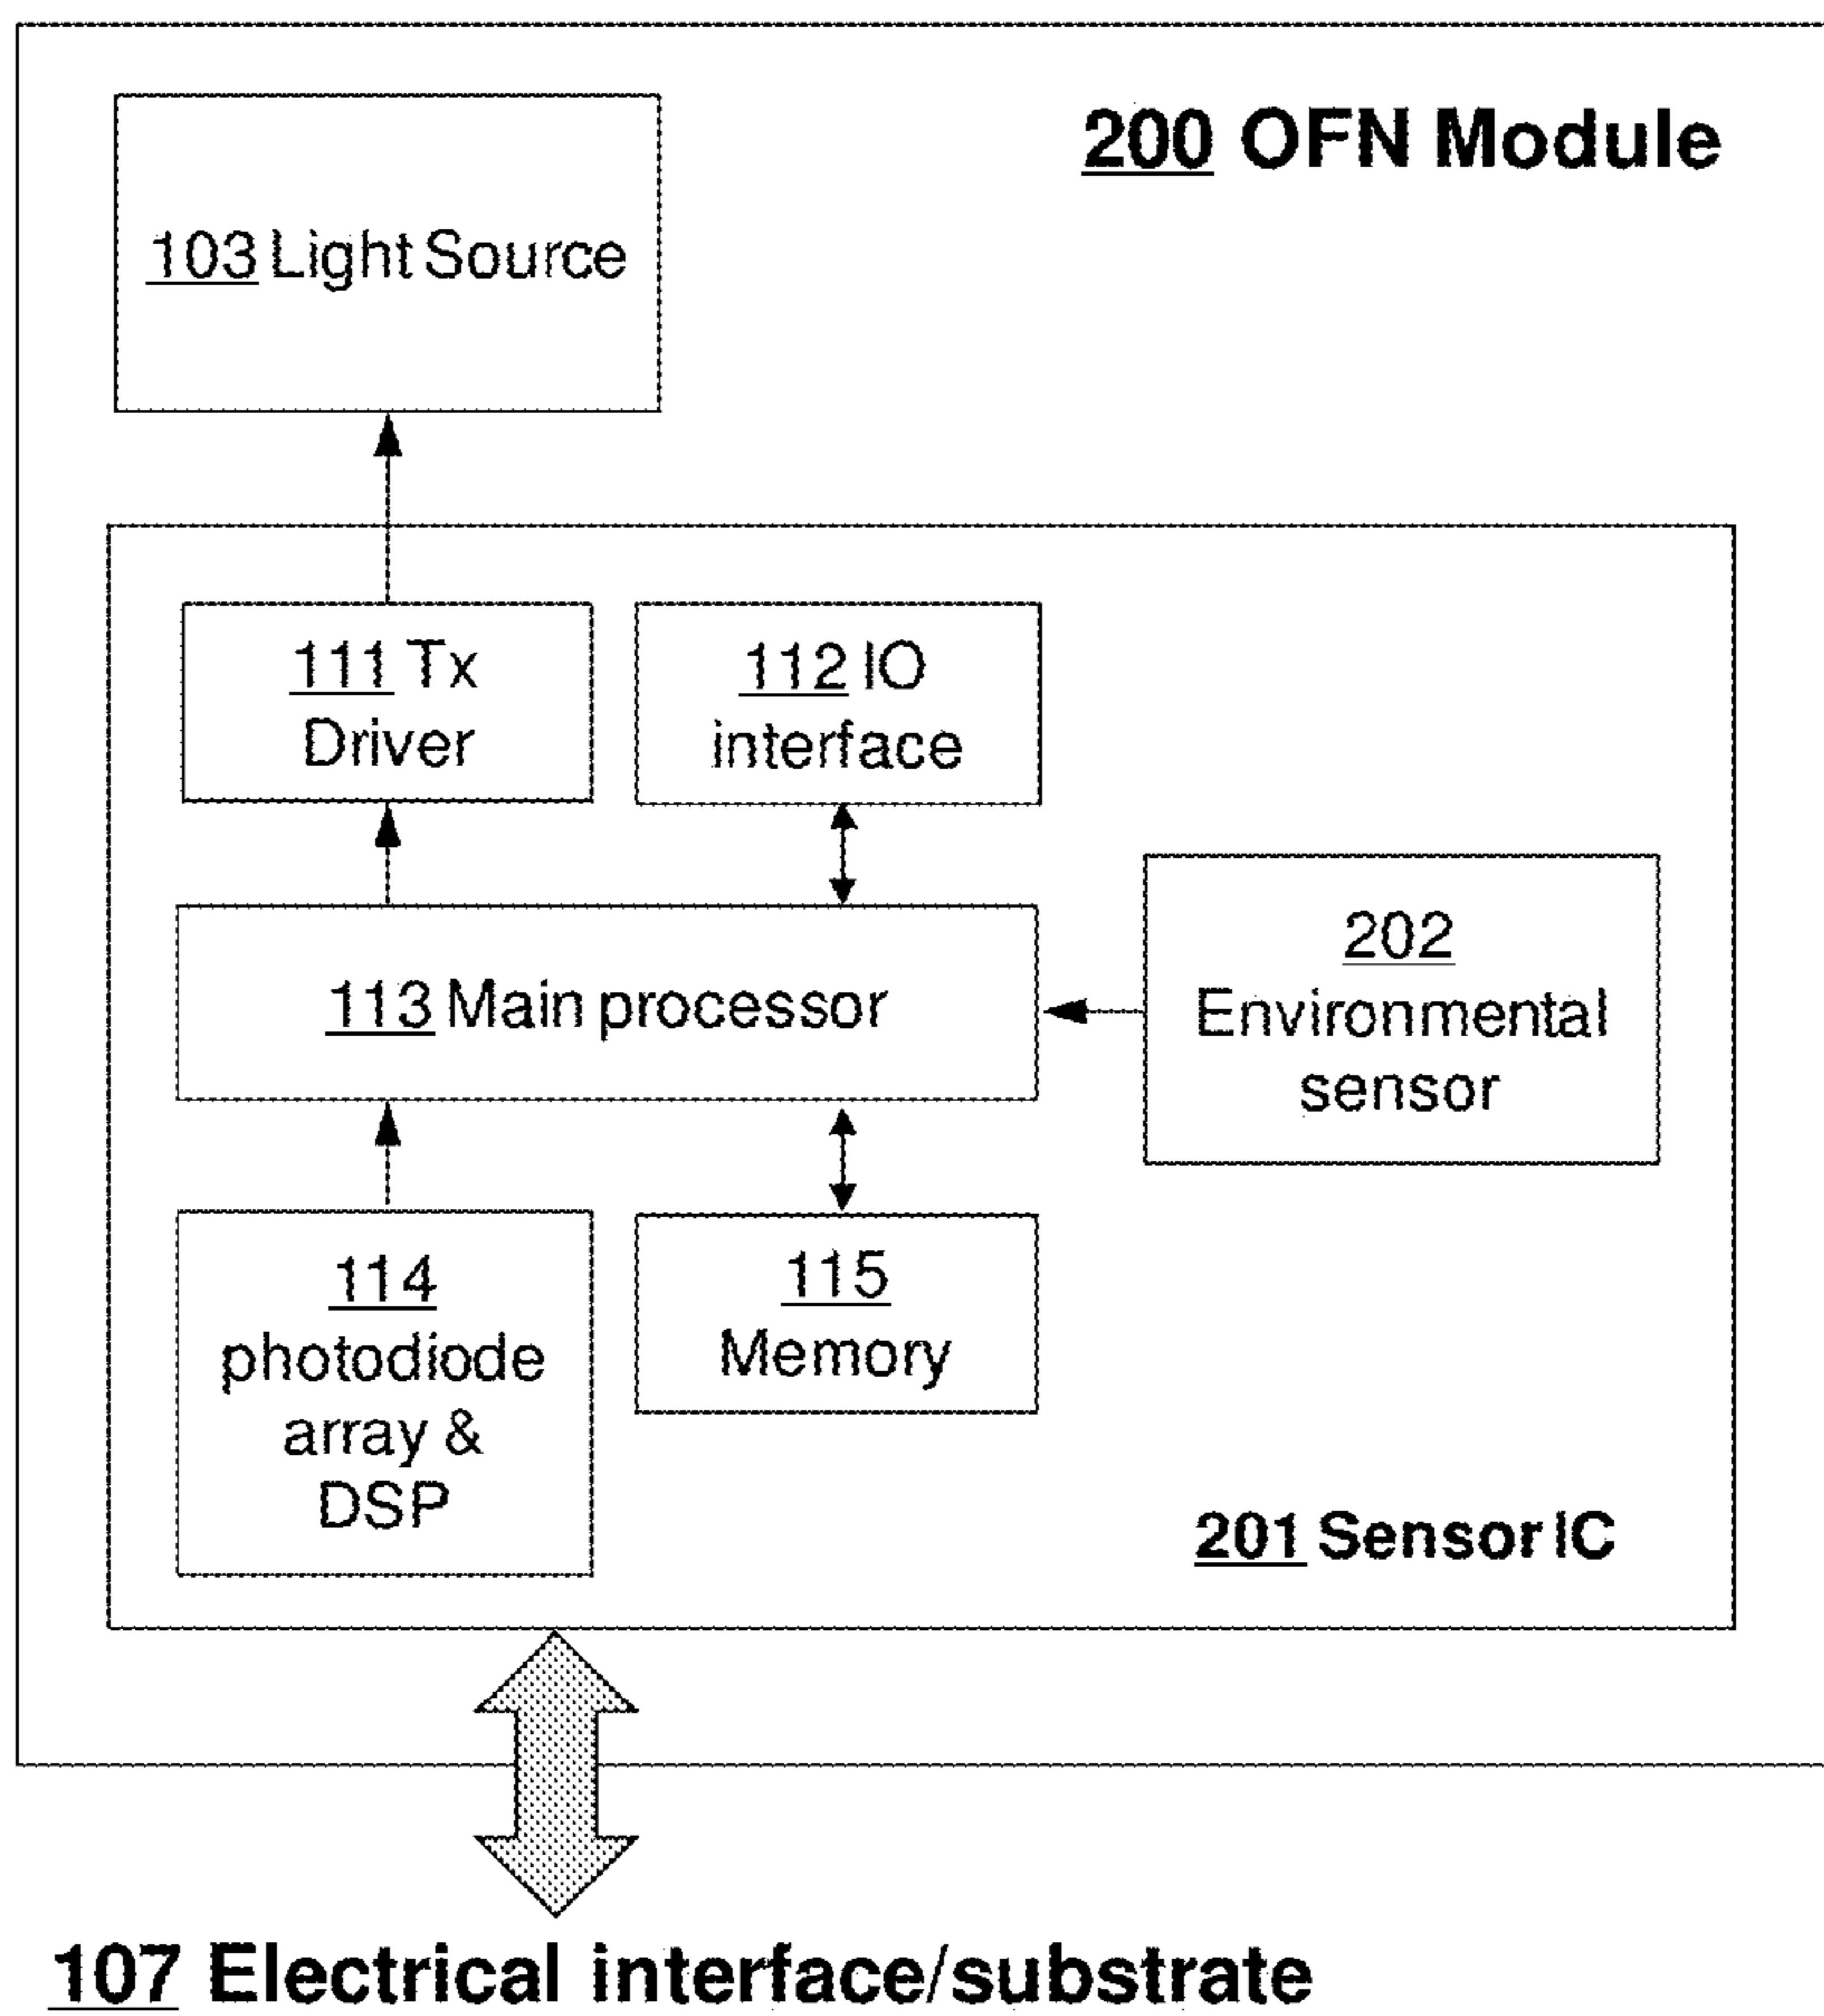 200 OFN Module
103 Light Source
111 Tx
Driver
112 IO
interface
113 Main processor
202
Environmental
sensor
114
photodiode
array &
DSP
115
Memory
201 Sensor IC
107 Electrical interface/substrate